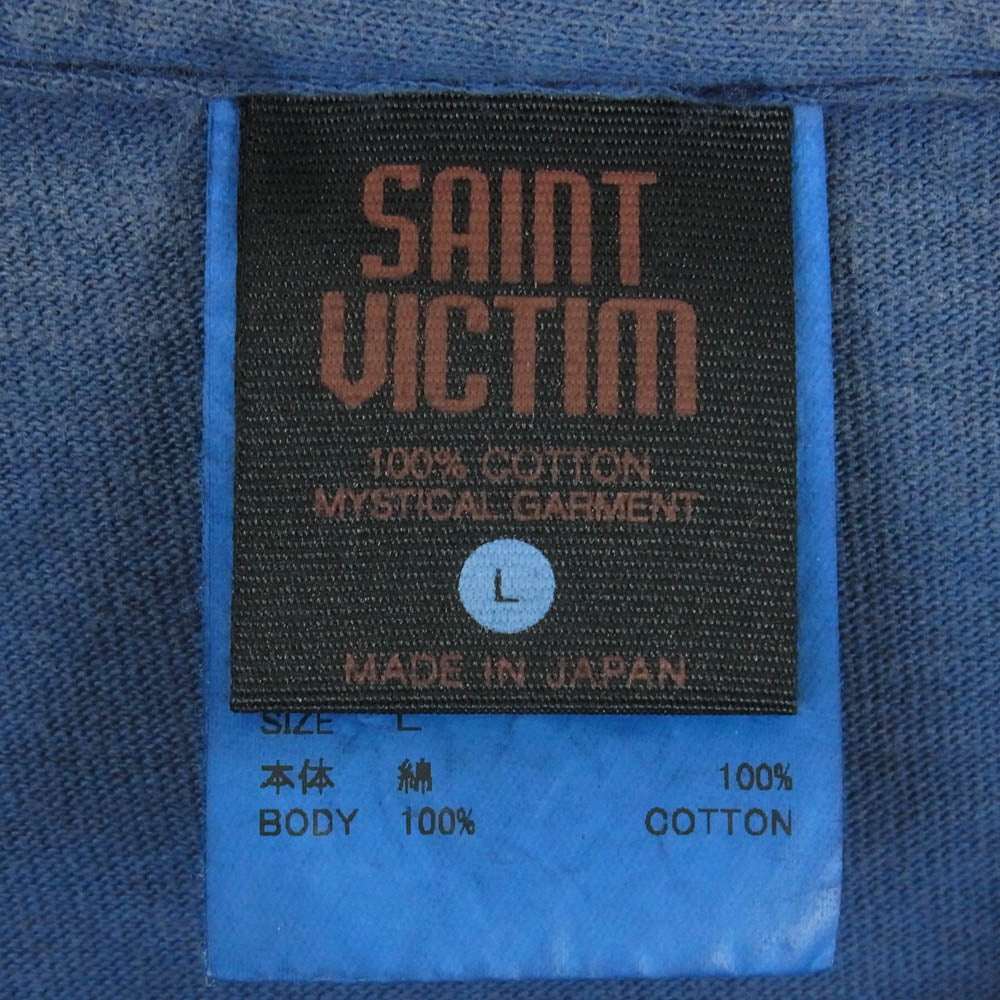 SAINT
VICTIM
100% COTTON
MYSTICAL GARMENT
L
MADE IN JAPAN
SIZE L
本体 綿 100%
BODY 100% COTTON